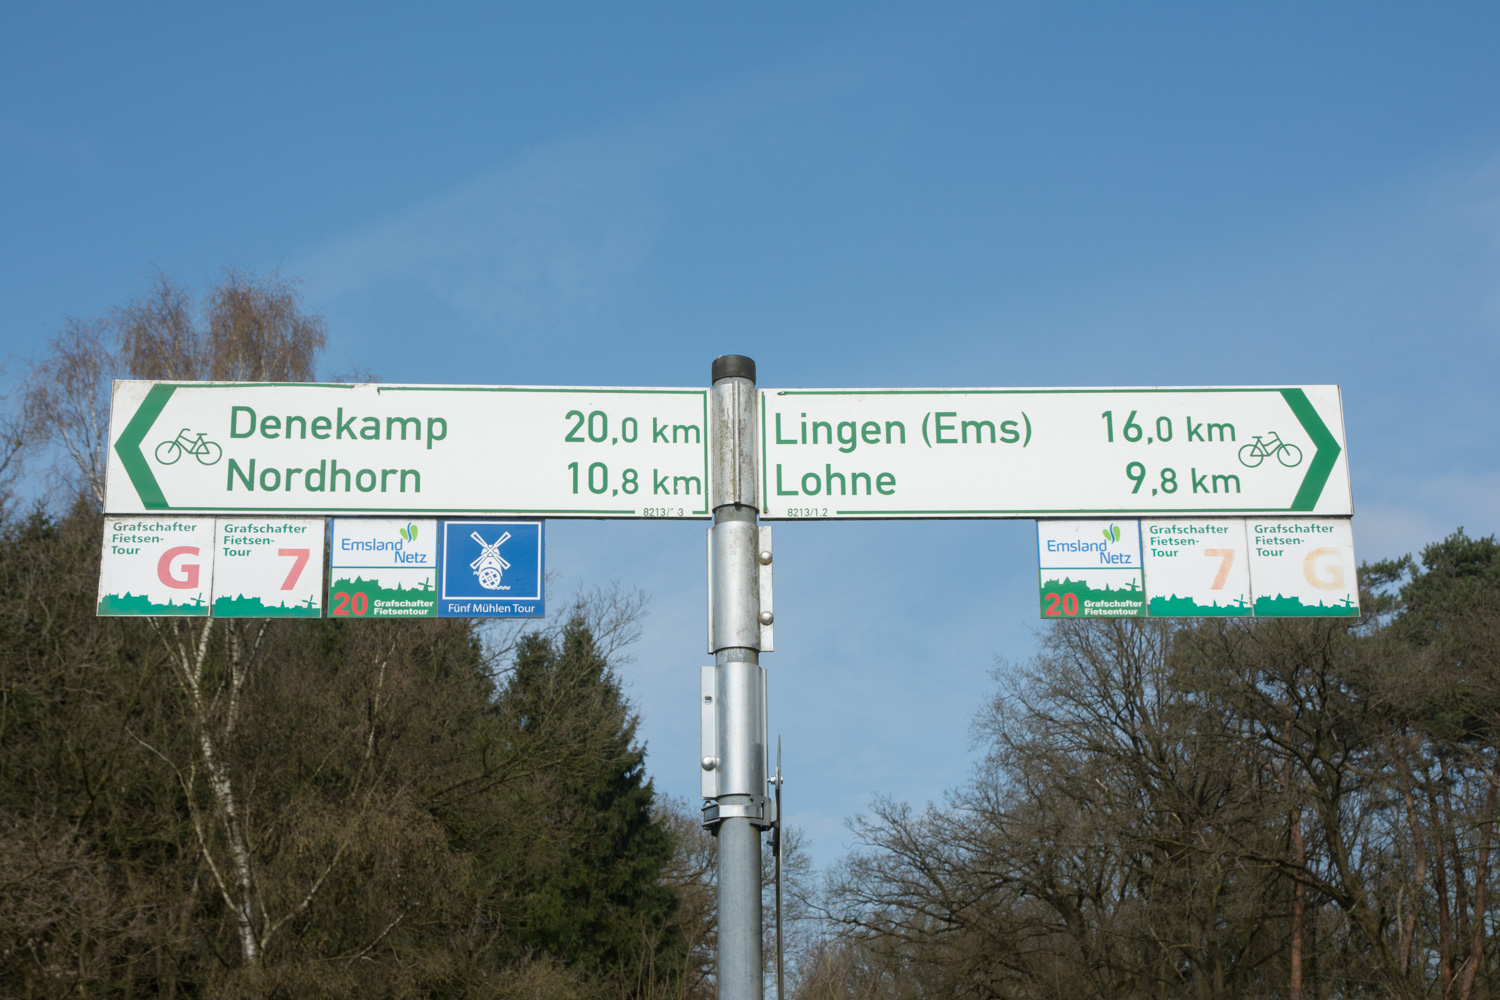 Denekamp 20,0 km
Nordhorn 10,8 km
8213/ 3
Lingen (Ems) 16,0 km
Lohne 9,8 km
8213/1.2
Grafschafter
Fietsen-
Tour
G
Grafschafter
Fietsen-
Tour
7
Emsland
Netz
20 Grafschafter
Fietsentour
Fünf Mühlen Tour
Emsland
Netz
20 Grafschafter
Fietsentour
Grafschafter
Fietsen-
Tour
7
Grafschafter
Fietsen-
Tour
G